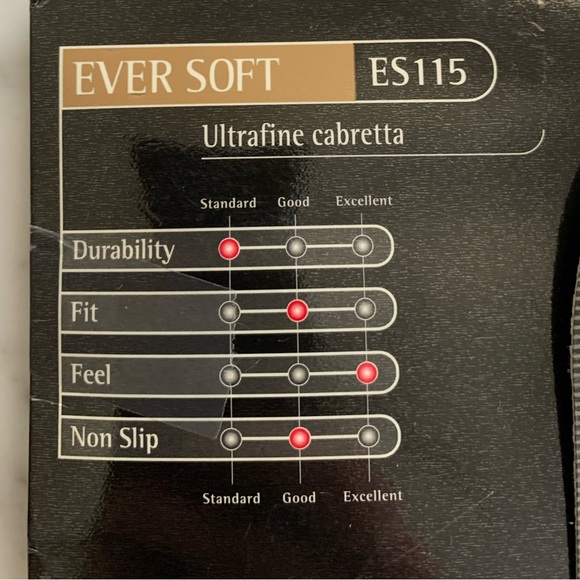 EVER SOFT ES115
Ultrafine cabretta
Standard Good Excellent
Durability
Fit
Feel
Non Slip
Standard Good Excellent